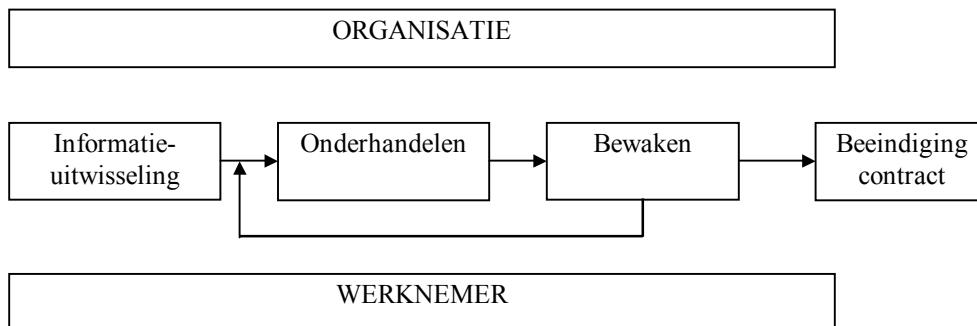 ORGANISATIE
Informatie-
uitwisseling
Onderhandelen
Bewaken
Beeindiging
contract
WERKNEMER